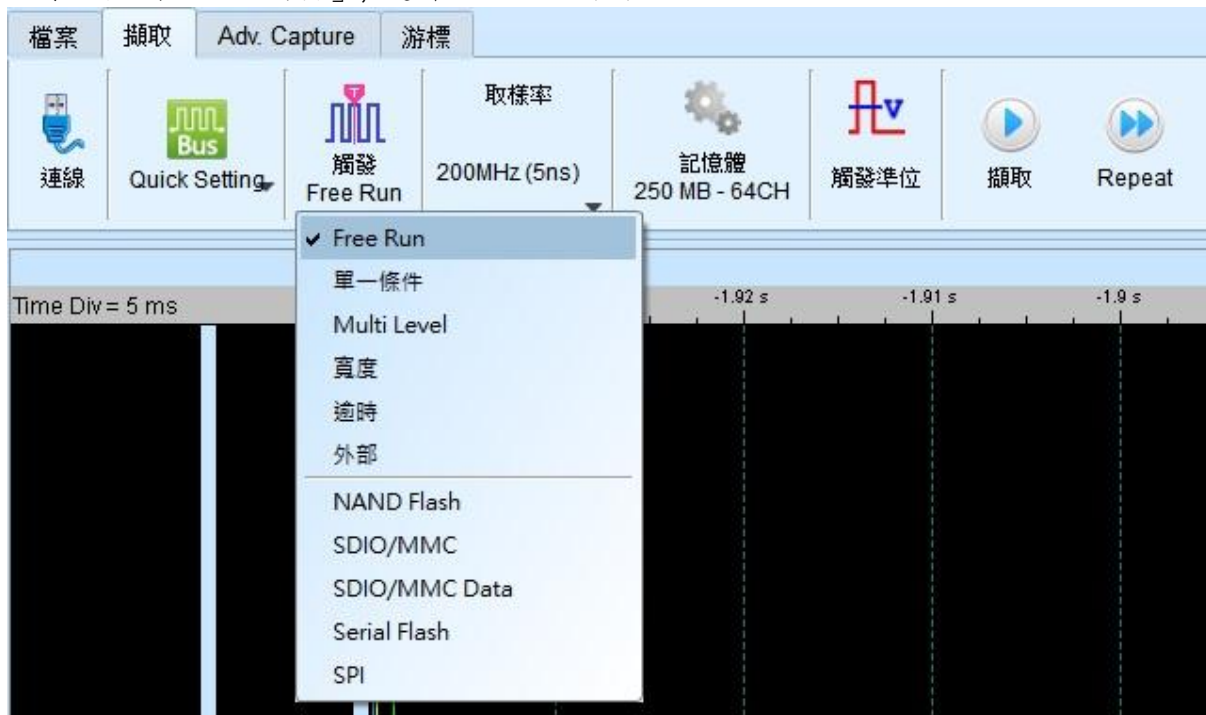 檔案 擷取 Adv. Capture 游標
連線
Bus
Quick Setting
T
觸發
Free Run
取樣率
200MHz (5ns)
記憶體
250 MB - 64CH
V
觸發準位
擷取
Repeat
✔ Free Run
單一條件
Multi Level
寬度
逾時
外部
NAND Flash
SDIO/MMC
SDIO/MMC Data
Serial Flash
SPI
Time Div = 5 ms
-1.92 s -1.91 s -1.9 s